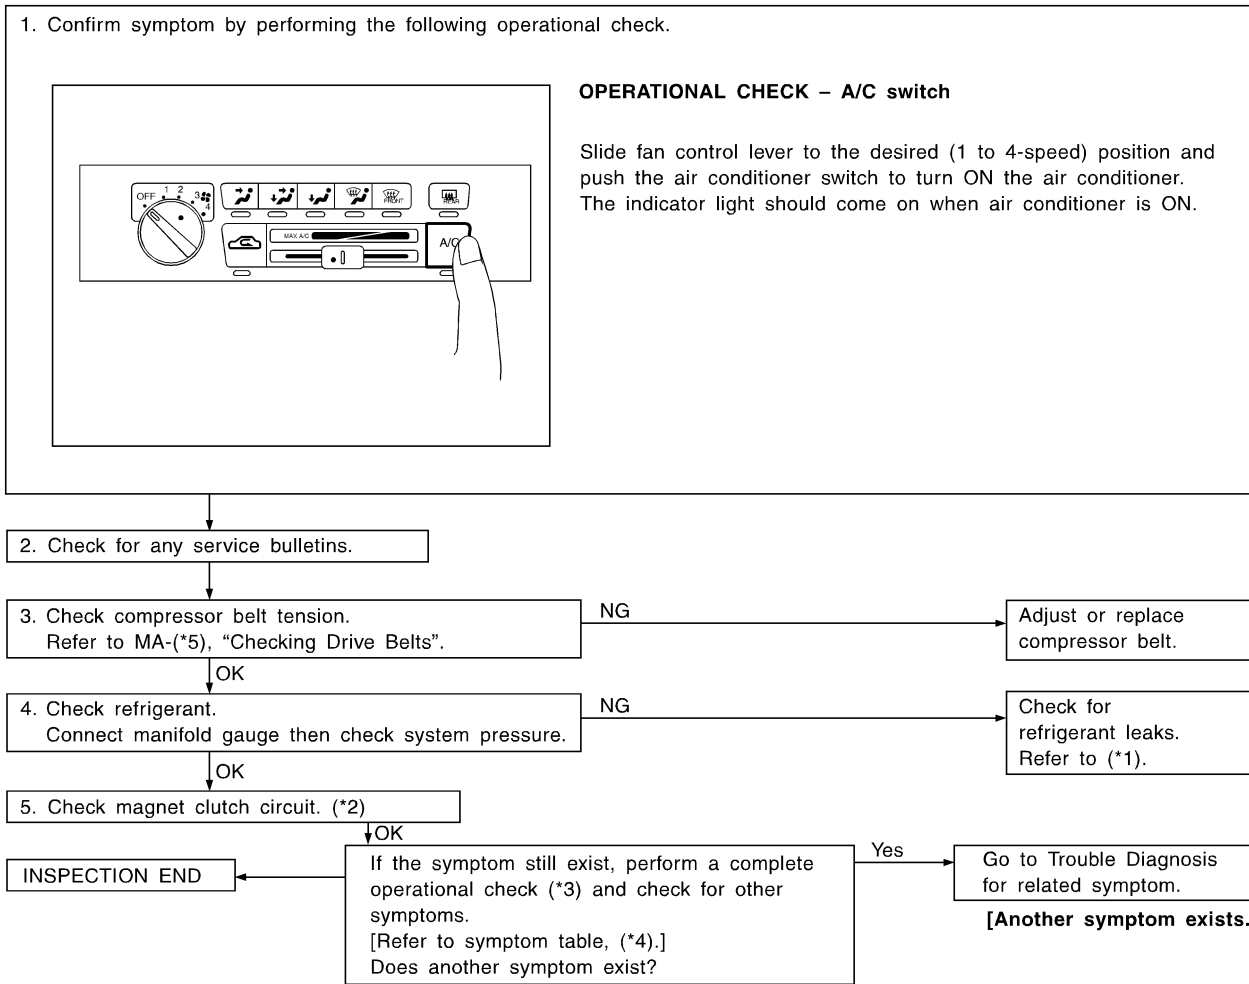 1. Confirm symptom by performing the following operational check.
OPERATIONAL CHECK – A/C switch
Slide fan control lever to the desired (1 to 4-speed) position and
push the air conditioner switch to turn ON the air conditioner.
The indicator light should come on when air conditioner is ON.
OFF 1 2 3 4
FRONT
REAR
MAX A/C
A/C
2. Check for any service bulletins.
3. Check compressor belt tension.
Refer to MA-(*5), “Checking Drive Belts”.
NG
Adjust or replace
compressor belt.
OK
4. Check refrigerant.
Connect manifold gauge then check system pressure.
NG
Check for
refrigerant leaks.
Refer to (*1).
OK
5. Check magnet clutch circuit. (*2)
OK
INSPECTION END
If the symptom still exist, perform a complete
operational check (*3) and check for other
symptoms.
[Refer to symptom table, (*4).]
Does another symptom exist?
Yes
Go to Trouble Diagnosis
for related symptom.
[Another symptom exists.